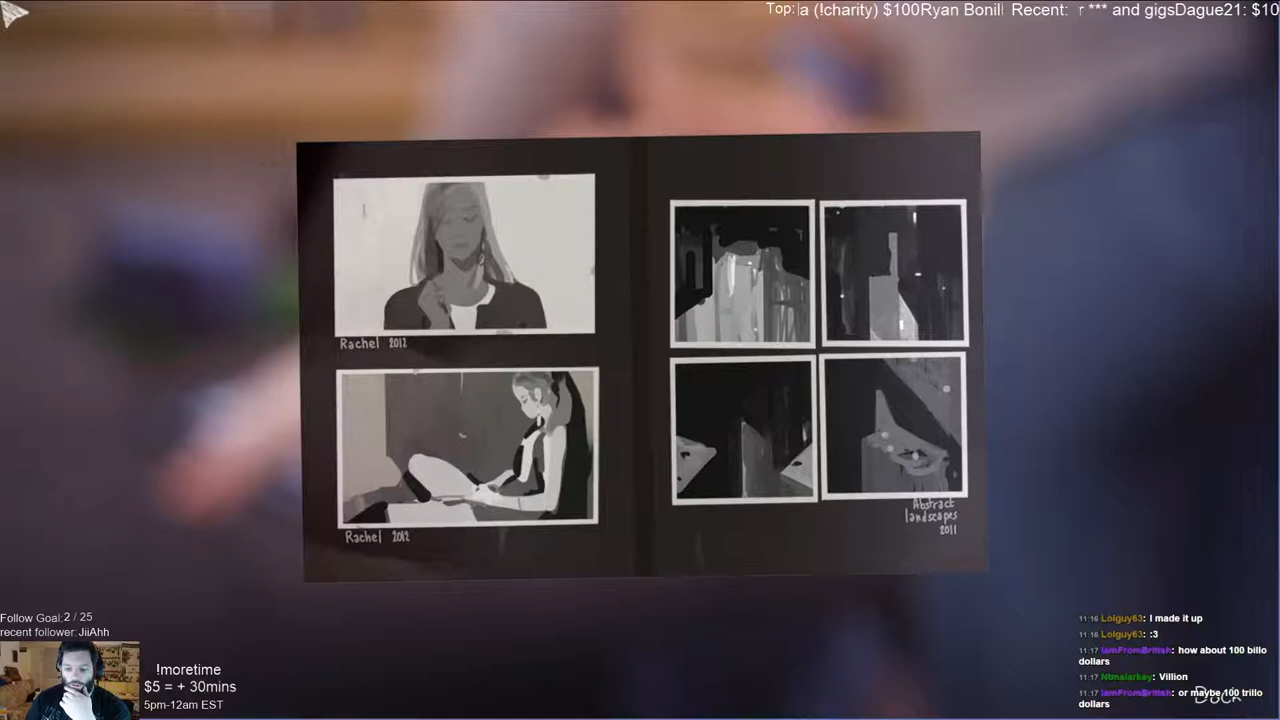 Top: a (!charity) $100Ryan Bonil Recent: r *** and gigsDague21: $10
Rachel 2012
Rachel 2012
Abstract
landscapes
2011
Follow Goal: 2 / 25
recent follower: JiiAhh
!moretime
$5 = + 30mins
5pm-12am EST
11:16 Lolguy63: I made it up
11:16 Lolguy63: :3
11:17 IamFromBritish: how about 100 billo
dollars
11:17 Ntmalarkey: Villion
11:17 IamFromBritish: or maybe 100 trillo
dollars
Back